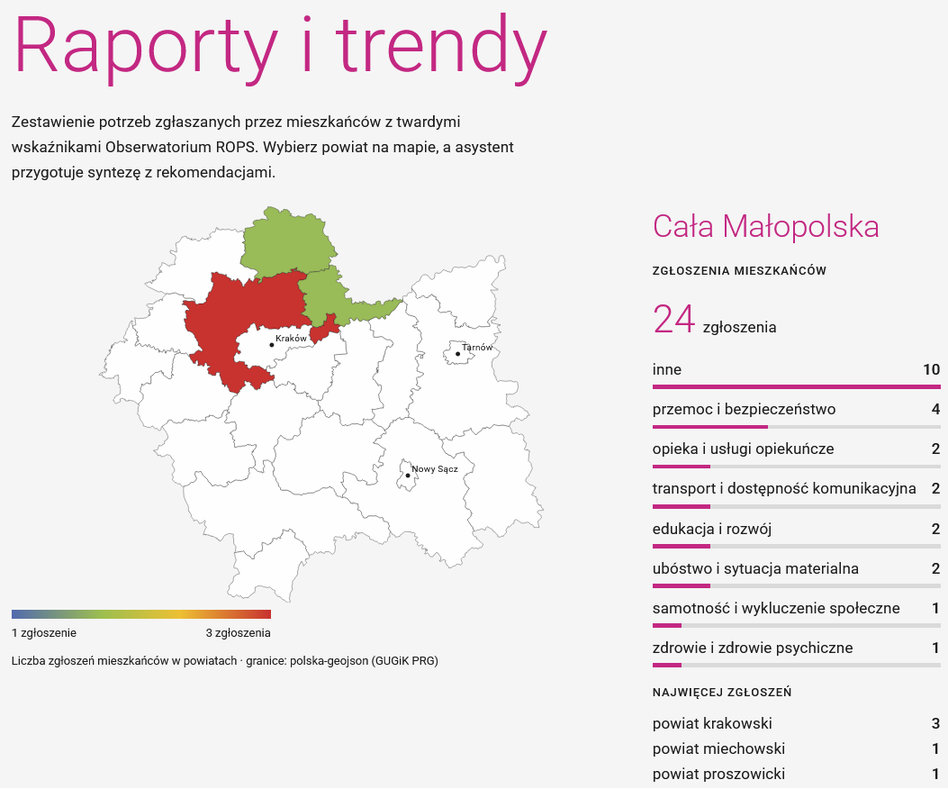 Raporty i trendy
Zestawienie potrzeb zgłaszanych przez mieszkańców z twardymi
wskaźnikami Obserwatorium ROPS. Wybierz powiat na mapie, a asystent
przygotuje syntezę z rekomendacjami.
Kraków
Tarnów
Nowy Sącz
1 zgłoszenie
3 zgłoszenia
Liczba zgłoszeń mieszkańców w powiatach · granice: polska-geojson (GUGiK PRG)
Cała Małopolska
ZGŁOSZENIA MIESZKAŃCÓW
24 zgłoszenia
inne 10
przemoc i bezpieczeństwo 4
opieka i usługi opiekuńcze 2
transport i dostępność komunikacyjna 2
edukacja i rozwój 2
ubóstwo i sytuacja materialna 2
samotność i wykluczenie społeczne 1
zdrowie i zdrowie psychiczne 1
NAJWIĘCEJ ZGŁOSZEŃ
powiat krakowski 3
powiat miechowski 1
powiat proszowicki 1